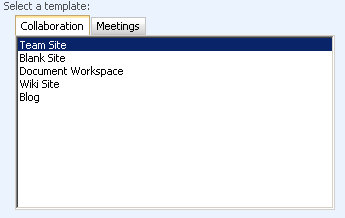 Select a template:
Collaboration Meetings
Team Site
Blank Site
Document Workspace
Wiki Site
Blog